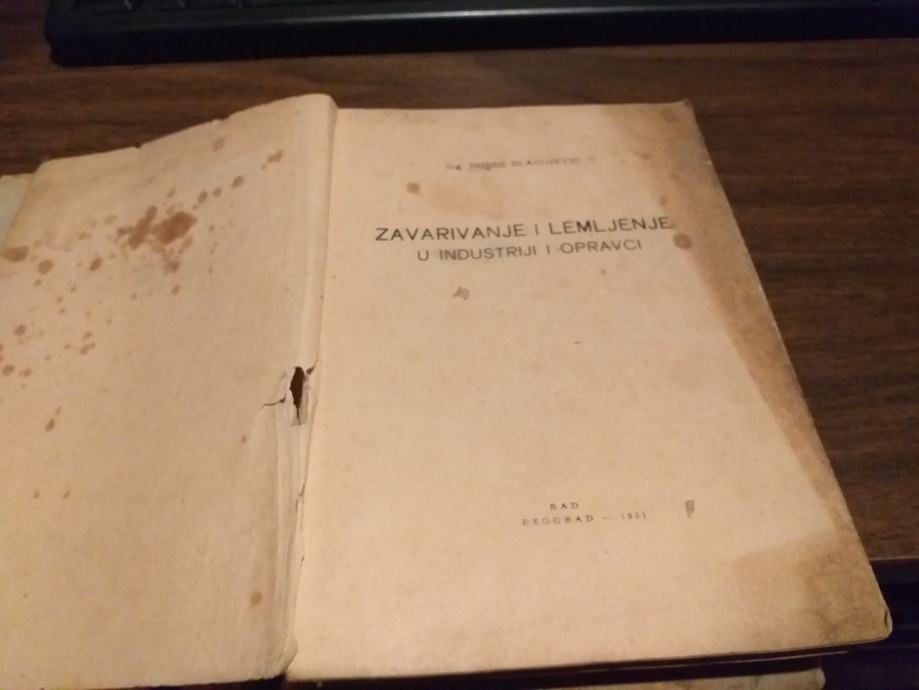 ZAVARIVANJE I LEMLJENJE
U INDUSTRIJI I OPRAVCI
RAD
BEOGRAD — 1951